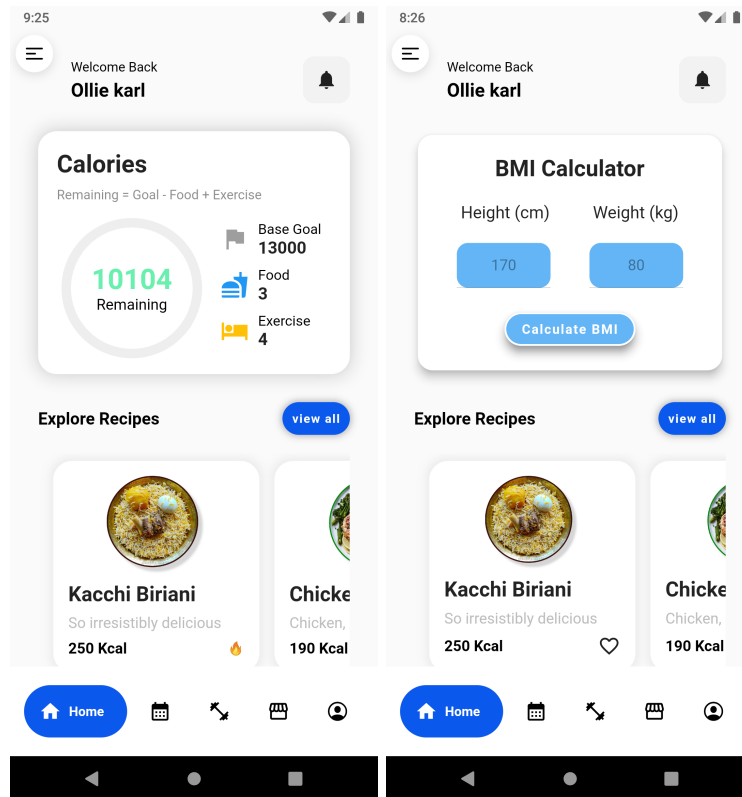 9:25
Welcome Back
Ollie karl
Calories
Remaining = Goal - Food + Exercise
10104
Remaining
Base Goal
13000
Food
3
Exercise
4
Explore Recipes
view all
Kacchi Biriani
So irresistibly delicious
250 Kcal
Chicke
Chicken,
190 Kcal
Home
8:26
Welcome Back
Ollie karl
BMI Calculator
Height (cm) Weight (kg)
170 80
Calculate BMI
Explore Recipes
view all
Kacchi Biriani
So irresistibly delicious
250 Kcal
Chicke
Chicken,
190 Kcal
Home